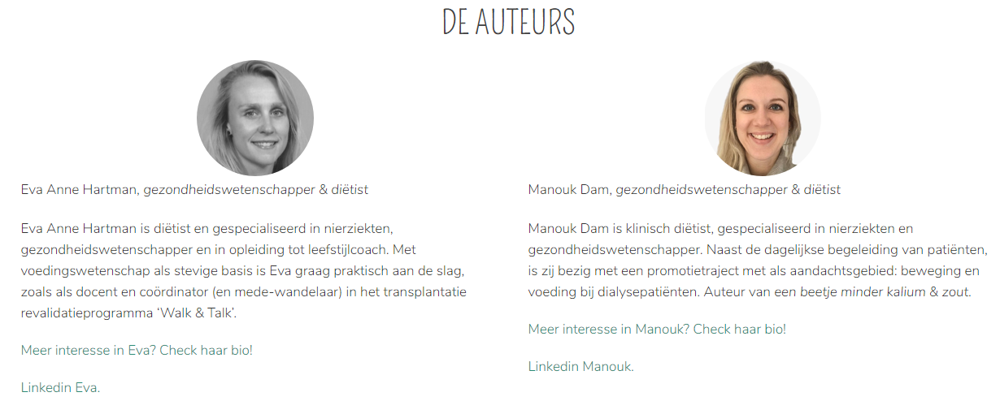 DE AUTEURS
Eva Anne Hartman, gezondheidswetenschapper & diëtist
Eva Anne Hartman is diëtist en gespecialiseerd in nierziekten,
gezondheidswetenschapper en in opleiding tot leefstijlcoach. Met
voedingswetenschap als stevige basis is Eva graag praktisch aan de slag,
zoals als docent en coördinator (en mede-wandelaar) in het transplantatie
revalidatieprogramma ‘Walk & Talk’.
Meer interesse in Eva? Check haar bio!
Linkedin Eva.
Manouk Dam, gezondheidswetenschapper & diëtist
Manouk Dam is klinisch diëtist, gespecialiseerd in nierziekten en
gezondheidswetenschapper. Naast de dagelijkse begeleiding van patiënten,
is zij bezig met een promotietraject met als aandachtsgebied: beweging en
voeding bij dialysepatiënten. Auteur van een beetje minder kalium & zout.
Meer interesse in Manouk? Check haar bio!
Linkedin Manouk.